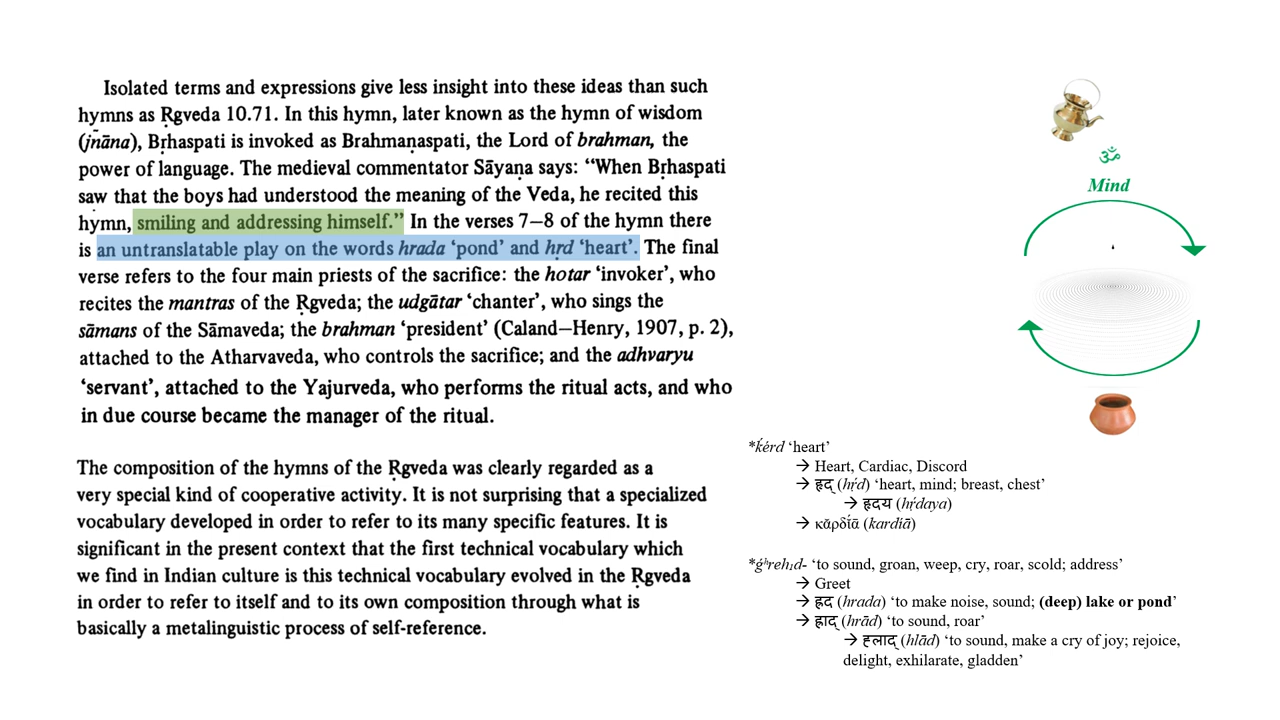 Isolated terms and expressions give less insight into these ideas than such
hymns as Ṛgveda 10.71. In this hymn, later known as the hymn of wisdom
(jñāna), Bṛhaspati is invoked as Brahmaṇaspati, the Lord of brahman, the
power of language. The medieval commentator Sāyaṇa says: “When Bṛhaspati
saw that the boys had understood the meaning of the Veda, he recited this
hymn, smiling and addressing himself.” In the verses 7–8 of the hymn there
is an untranslatable play on the words hrada ‘pond’ and hṛd ‘heart’. The final
verse refers to the four main priests of the sacrifice: the hotar ‘invoker’, who
recites the mantras of the Ṛgveda; the udgātar ‘chanter’, who sings the
sāmans of the Sāmaveda; the brahman ‘president’ (Caland–Henry, 1907, p. 2),
attached to the Atharvaveda, who controls the sacrifice; and the adhvaryu
‘servant’, attached to the Yajurveda, who performs the ritual acts, and who
in due course became the manager of the ritual.
The composition of the hymns of the Ṛgveda was clearly regarded as a
very special kind of cooperative activity. It is not surprising that a specialized
vocabulary developed in order to refer to its many specific features. It is
significant in the present context that the first technical vocabulary which
we find in Indian culture is this technical vocabulary evolved in the Ṛgveda
in order to refer to itself and to its own composition through what is
basically a metalinguistic process of self-reference.
ॐ
Mind
*ḱérd ‘heart’
→ Heart, Cardiac, Discord
→ हृद् (hṛ́d) ‘heart, mind; breast, chest’
→ हृदय (hṛ́daya)
→ κᾰρδῐ́ᾱ (kardíā)
*ǵʰreh₁d- ‘to sound, groan, weep, cry, roar, scold; address’
→ Greet
→ ह्रद (hrada) ‘to make noise, sound; (deep) lake or pond’
→ ह्राद् (hrād) ‘to sound, roar’
→ ह्लाद् (hlād) ‘to sound, make a cry of joy; rejoice,
delight, exhilarate, gladden’